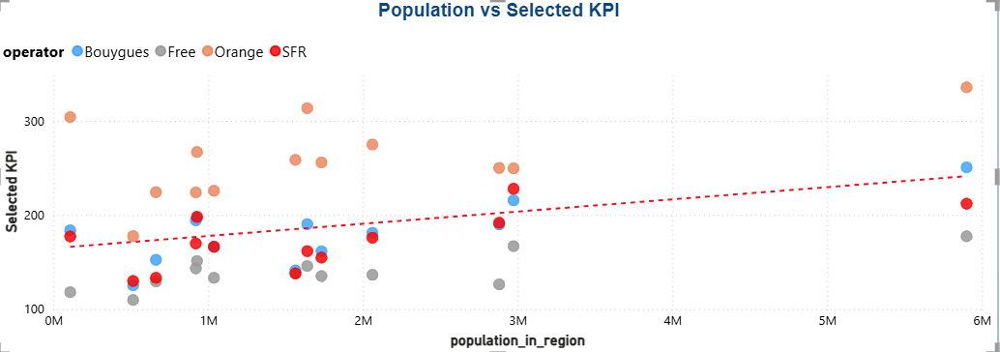 Population vs Selected KPI
operator Bouygues Free Orange SFR
Selected KPI
300
200
100
0M 1M 2M 3M 4M 5M 6M
population_in_region